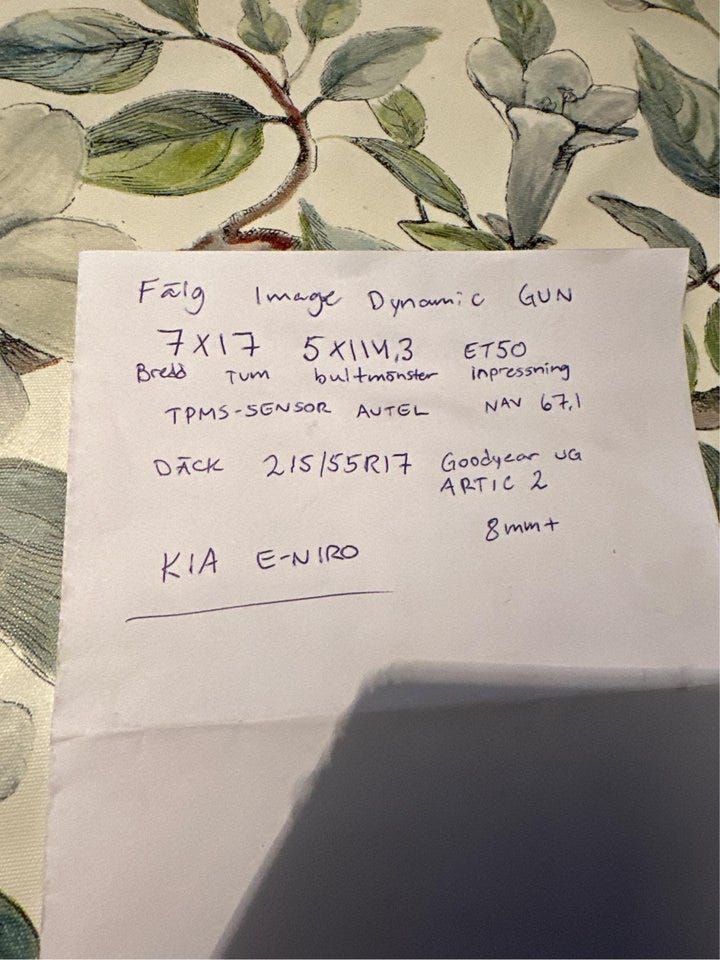 Fälg Image Dynamic GUN
7X17 5X114,3 ET50
Bredd TUM bultmönster Inpressning
TPMS-SENSOR AUTEL NAV 67,1
DÄCK 215/55R17 Goodyear UG
ARTIC 2
8mm+
KIA E-NIRO